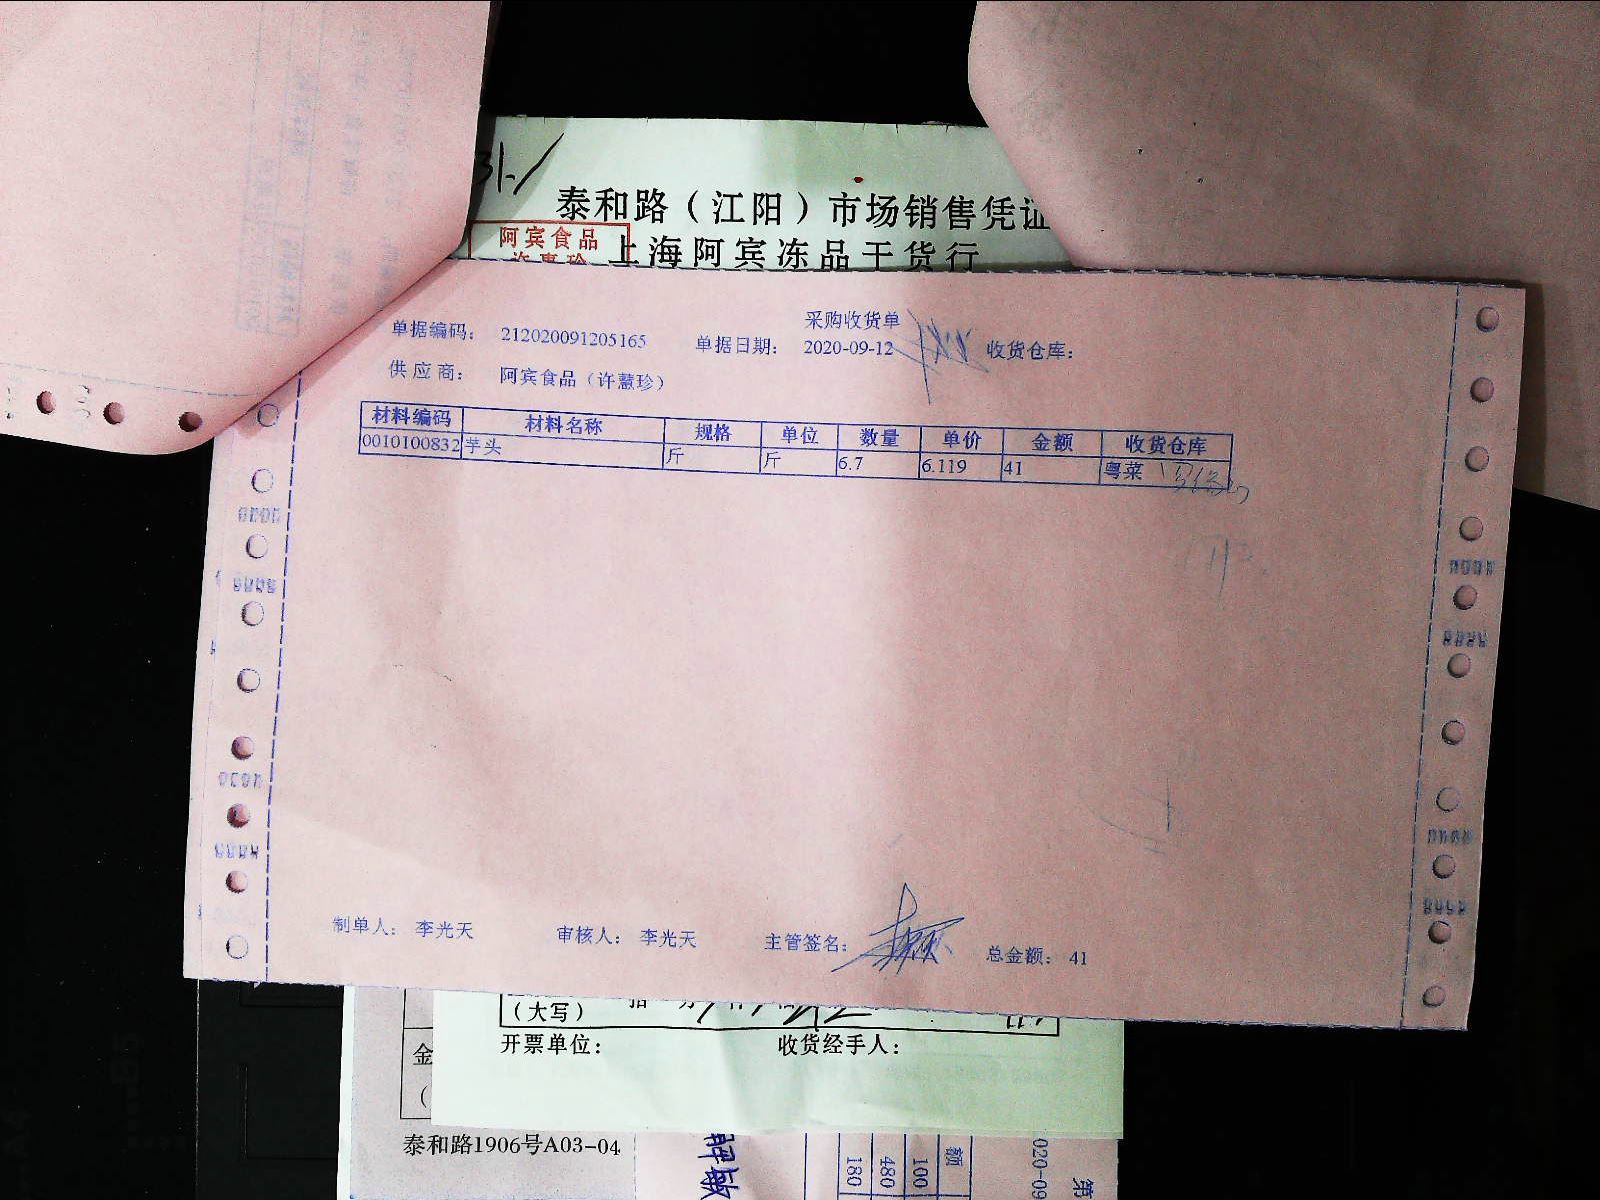 31-/
泰和路（江阳）市场销售凭证
阿宾食品
上海阿宾冻品干货行
采购收货单
单据编码： 212020091205165 单据日期： 2020-09-12 收货仓库：
供应商： 阿宾食品（许慧珍）
材料编码 材料名称 规格 单位 数量 单价 金额 收货仓库
0010100832 芋头 斤 斤 6.7 6.119 41 粤菜
制单人： 李光天 审核人： 李光天 主管签名： 总金额： 41
（大写）
开票单位： 收货经手人：
金
（
泰和路1906号A03-04
额
100
480
180
020-09
第